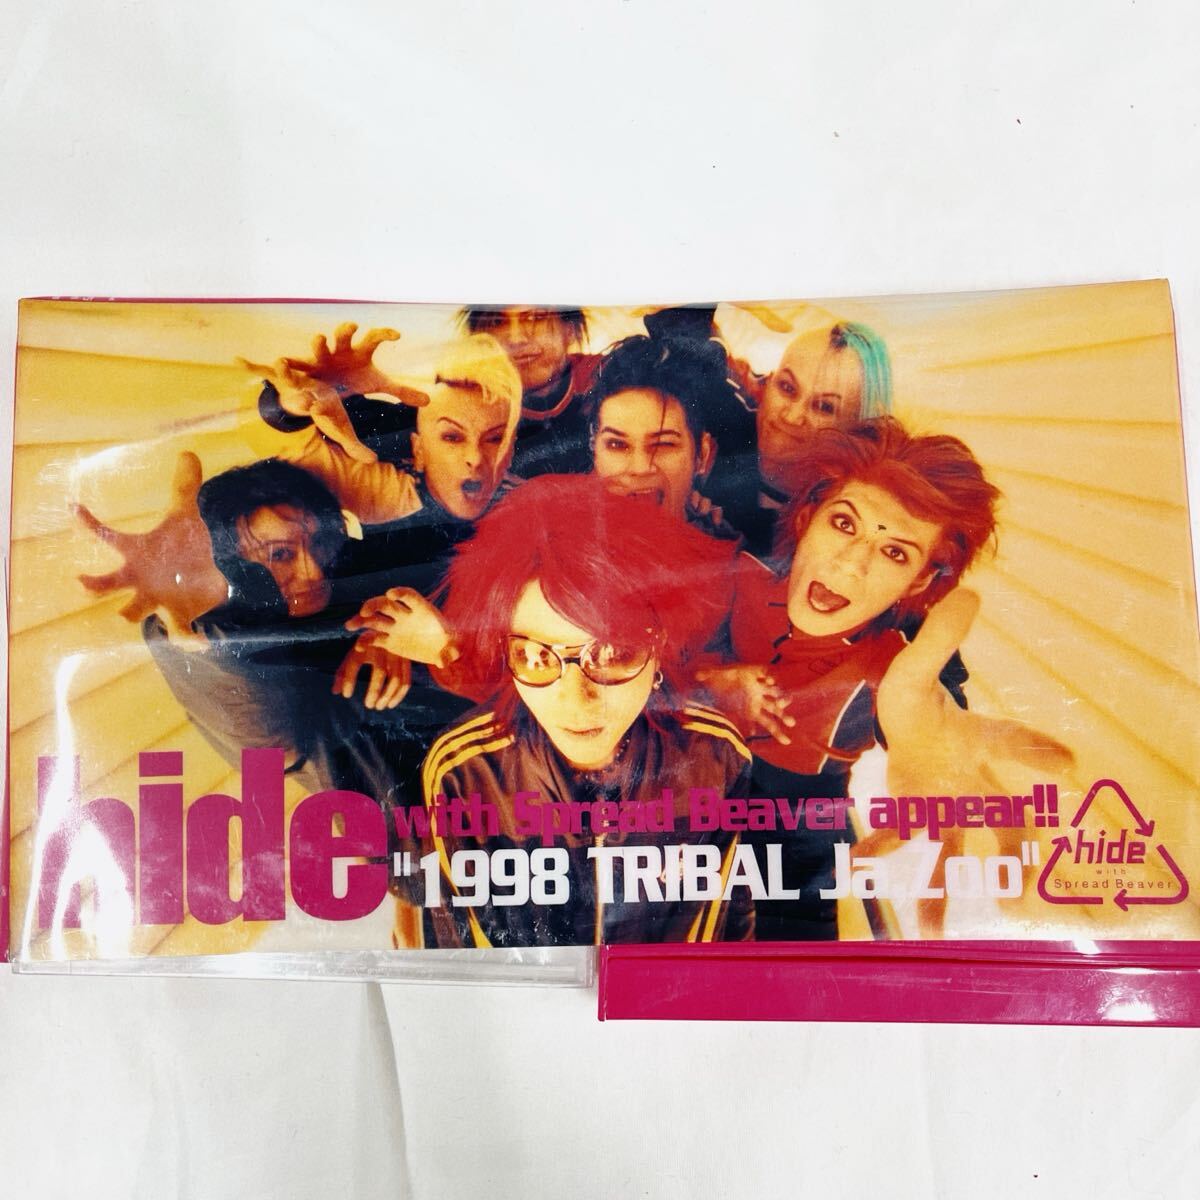 hide
with Spread Beaver appear!!
"1998 TRIBAL Ja,Zoo"
hide
with
Spread Beaver